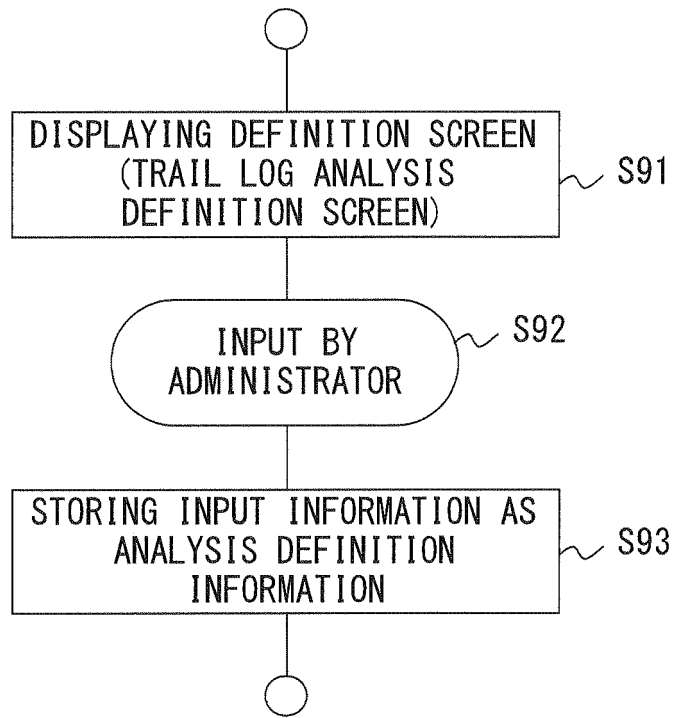 DISPLAYING DEFINITION SCREEN
(TRAIL LOG ANALYSIS
DEFINITION SCREEN)
S91
INPUT BY
ADMINISTRATOR
S92
STORING INPUT INFORMATION AS
ANALYSIS DEFINITION
INFORMATION
S93